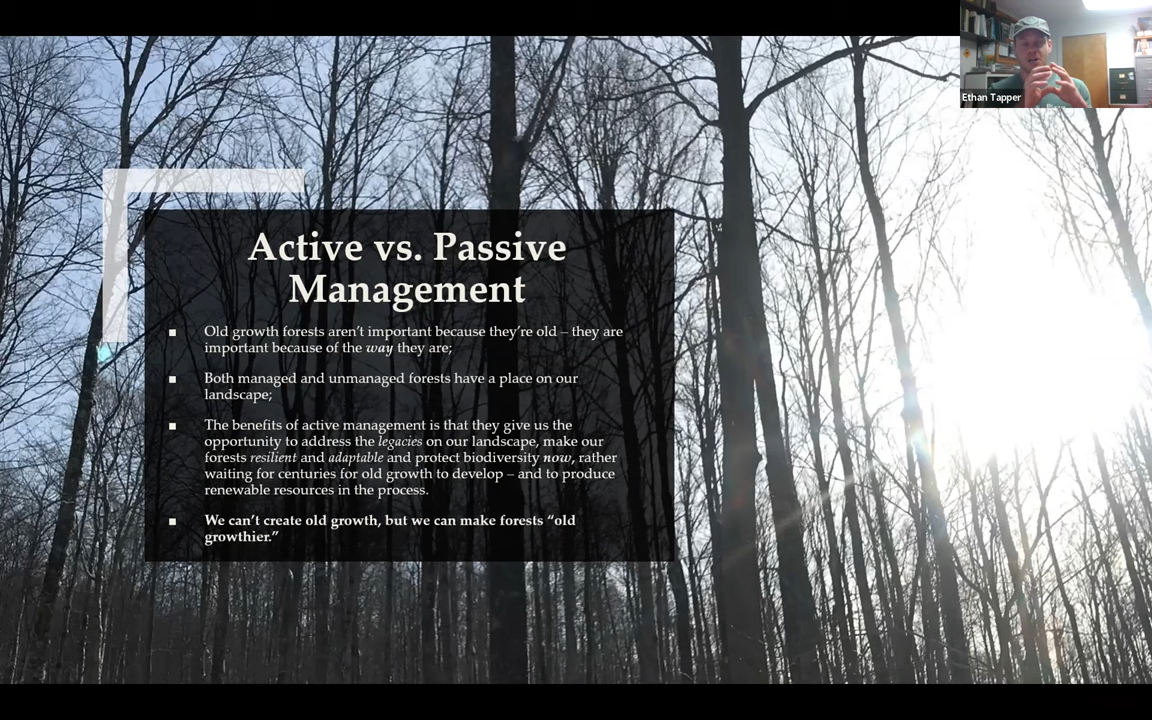 Ethan Tapper
Active vs. Passive
Management
▪ Old growth forests aren't important because they're old – they are
important because of the way they are;
▪ Both managed and unmanaged forests have a place on our
landscape;
▪ The benefits of active management is that they give us the
opportunity to address the legacies on our landscape, make our
forests resilient and adaptable and protect biodiversity now, rather
waiting for centuries for old growth to develop – and to produce
renewable resources in the process.
▪ We can't create old growth, but we can make forests “old
growthier.”